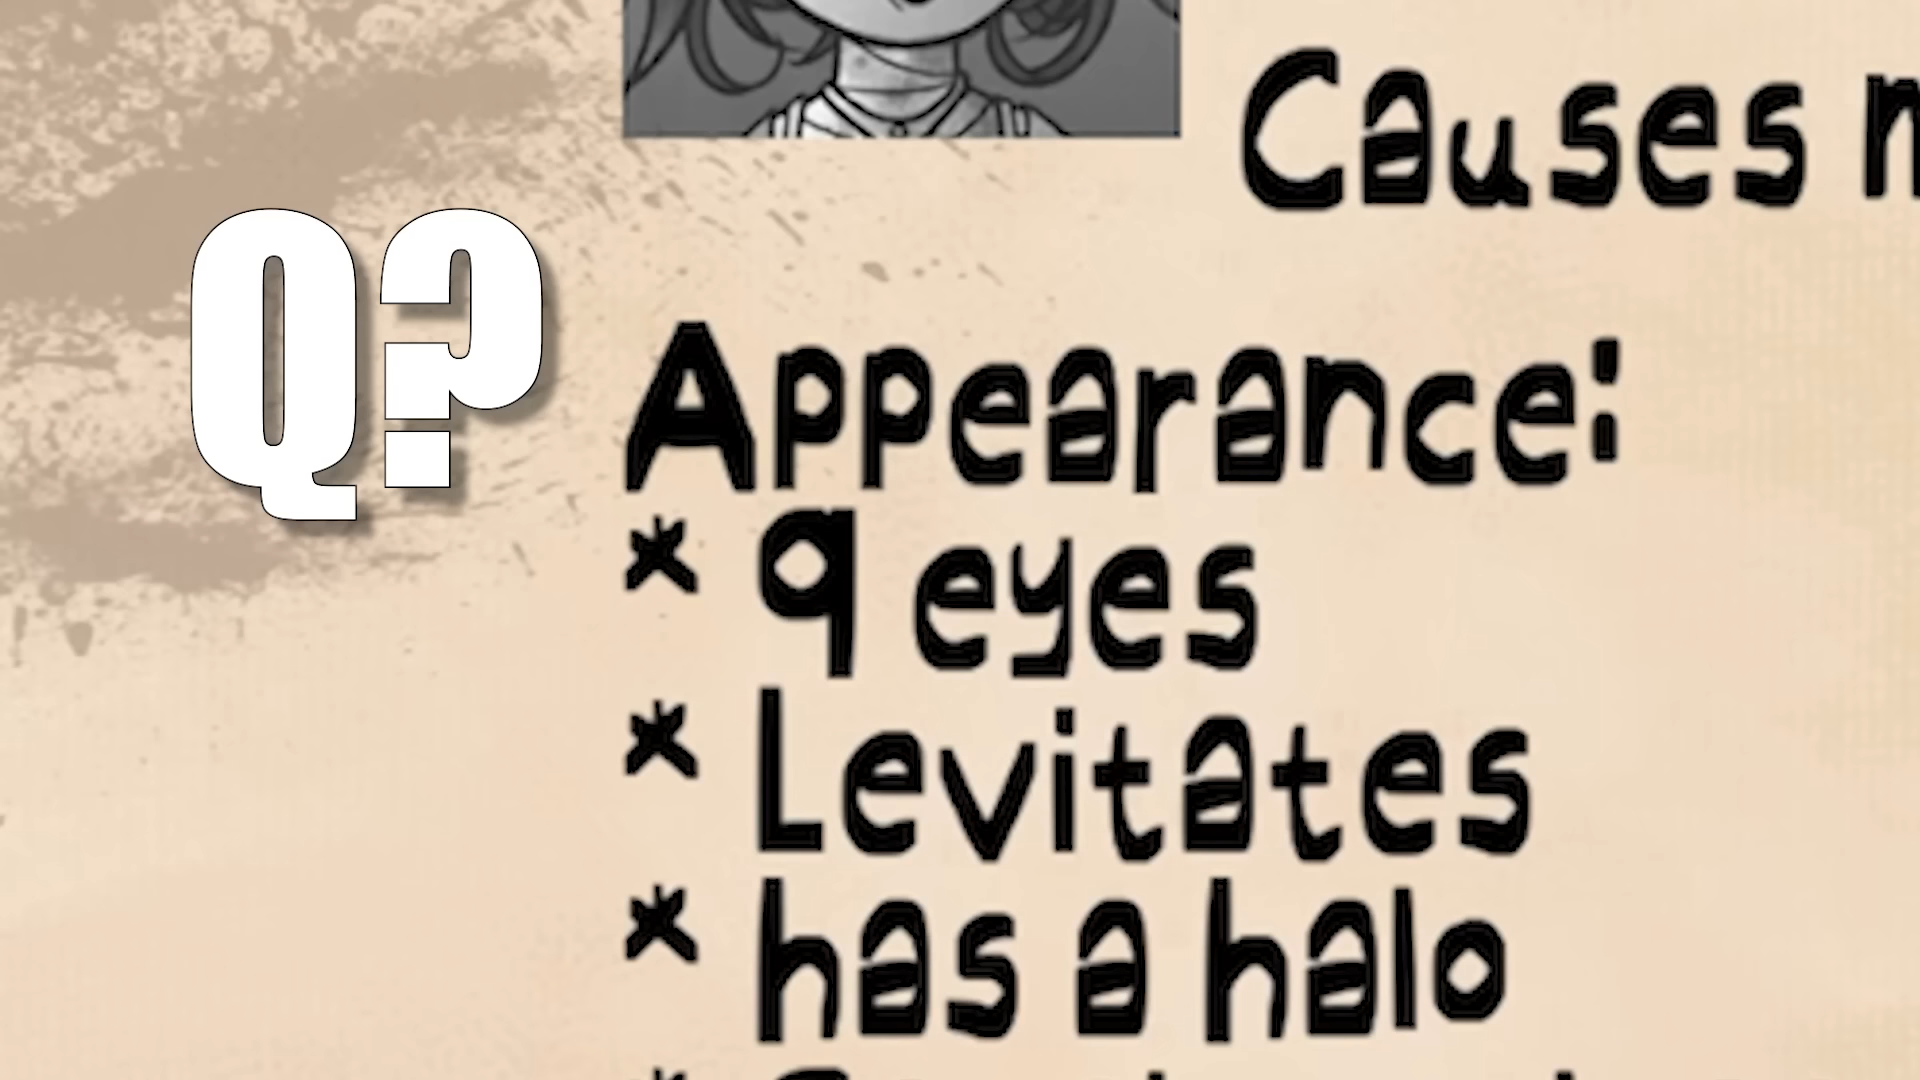 Causes
Q?
Appearance:
* 9 eyes
* Levitates
* has a halo